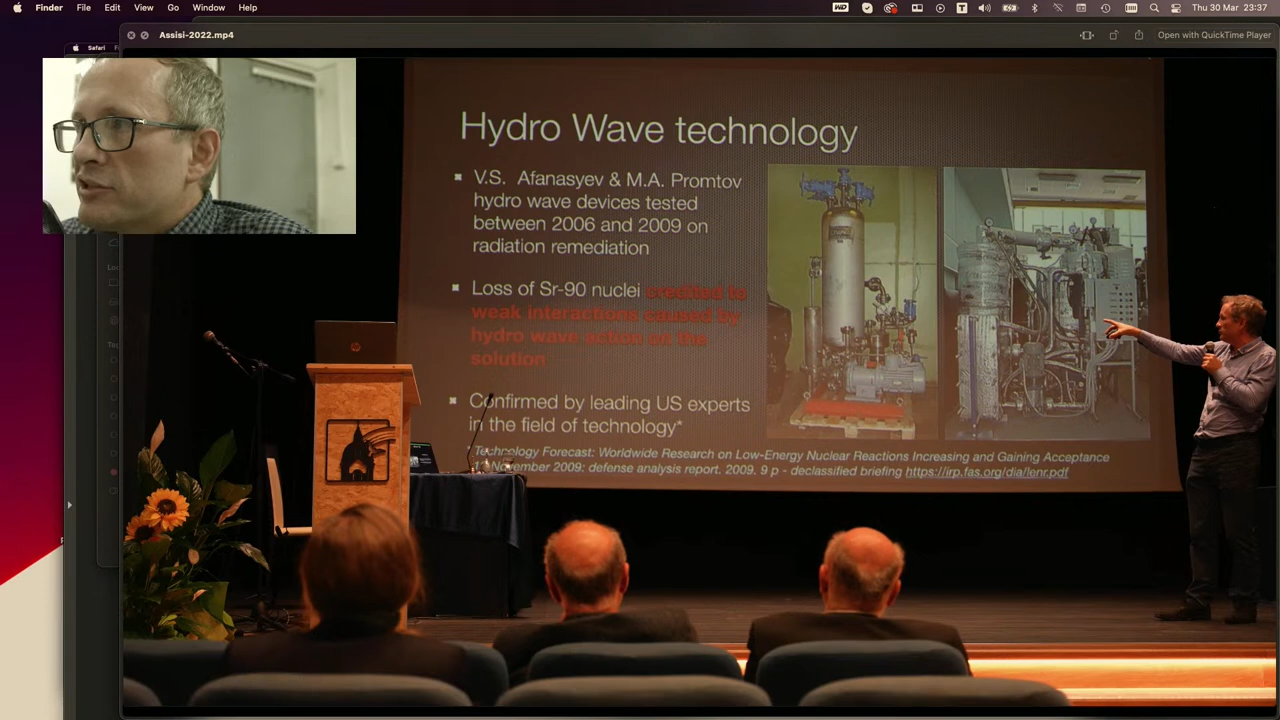 Finder File Edit View Go Window Help
Thu 30 Mar 23:37
Safari
Assisi-2022.mp4
Open with QuickTime Player
Hydro Wave technology
V.S. Afanasyev & M.A. Promtov
hydro wave devices tested
between 2006 and 2009 on
radiation remediation
Loss of Sr-90 nuclei credited to
weak interactions caused by
hydro wave action on the
solution
Confirmed by leading US experts
in the field of technology*
* Technology Forecast: Worldwide Research on Low-Energy Nuclear Reactions Increasing and Gaining Acceptance
November 2009: defense analysis report. 2009. 9 p - declassified briefing https://irp.fas.org/dia/lenr.pdf
hp